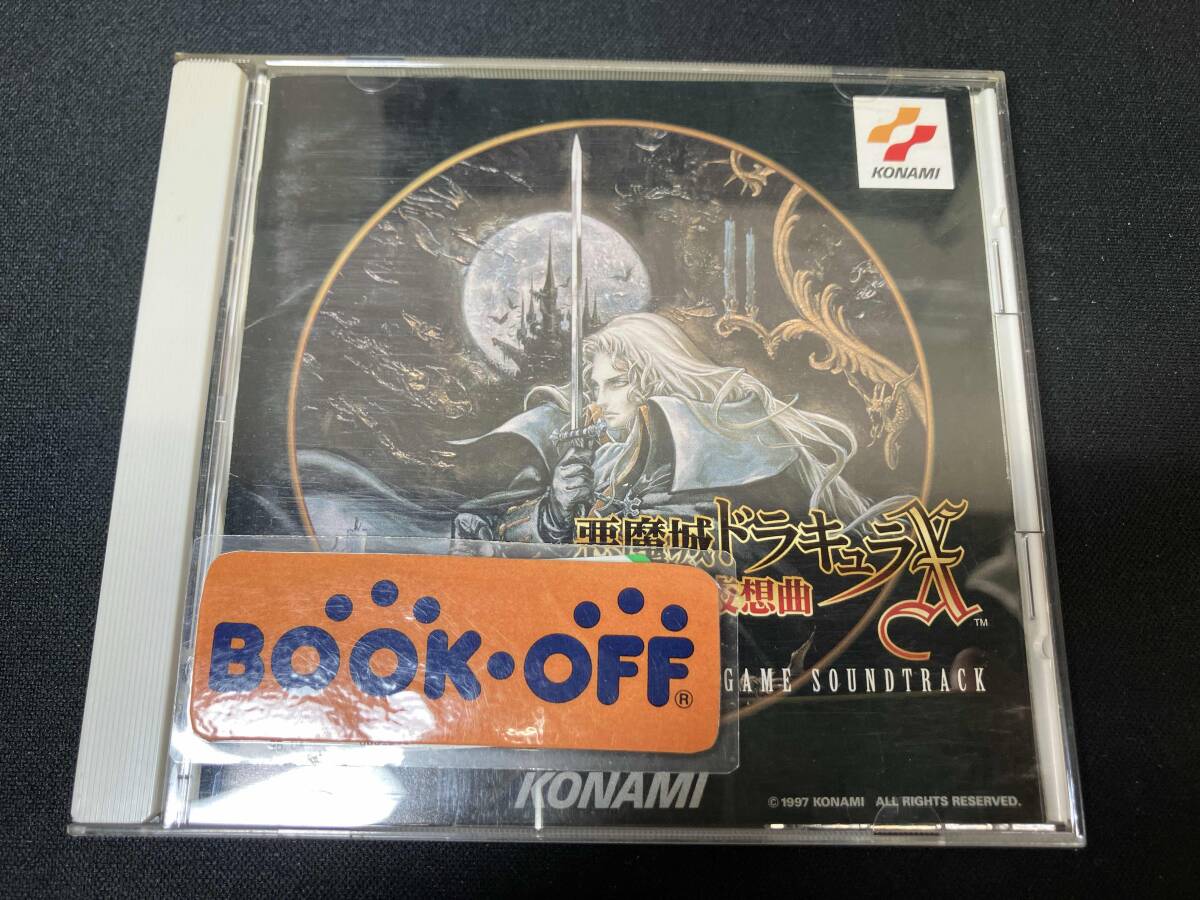 KONAMI
悪魔城ドラキュラX
TM
想曲
GAME SOUNDTRACK
BOOK・OFF
®
KONAMI
©1997 KONAMI ALL RIGHTS RESERVED.